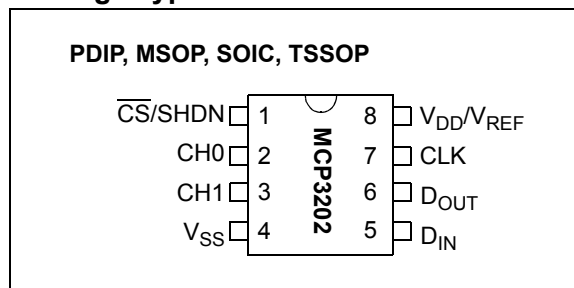 PDIP, MSOP, SOIC, TSSOP
CS/SHDN 1 8 VDD/VREF
CH0 2 7 CLK
CH1 3 6 DOUT
VSS 4 5 DIN
MCP3202